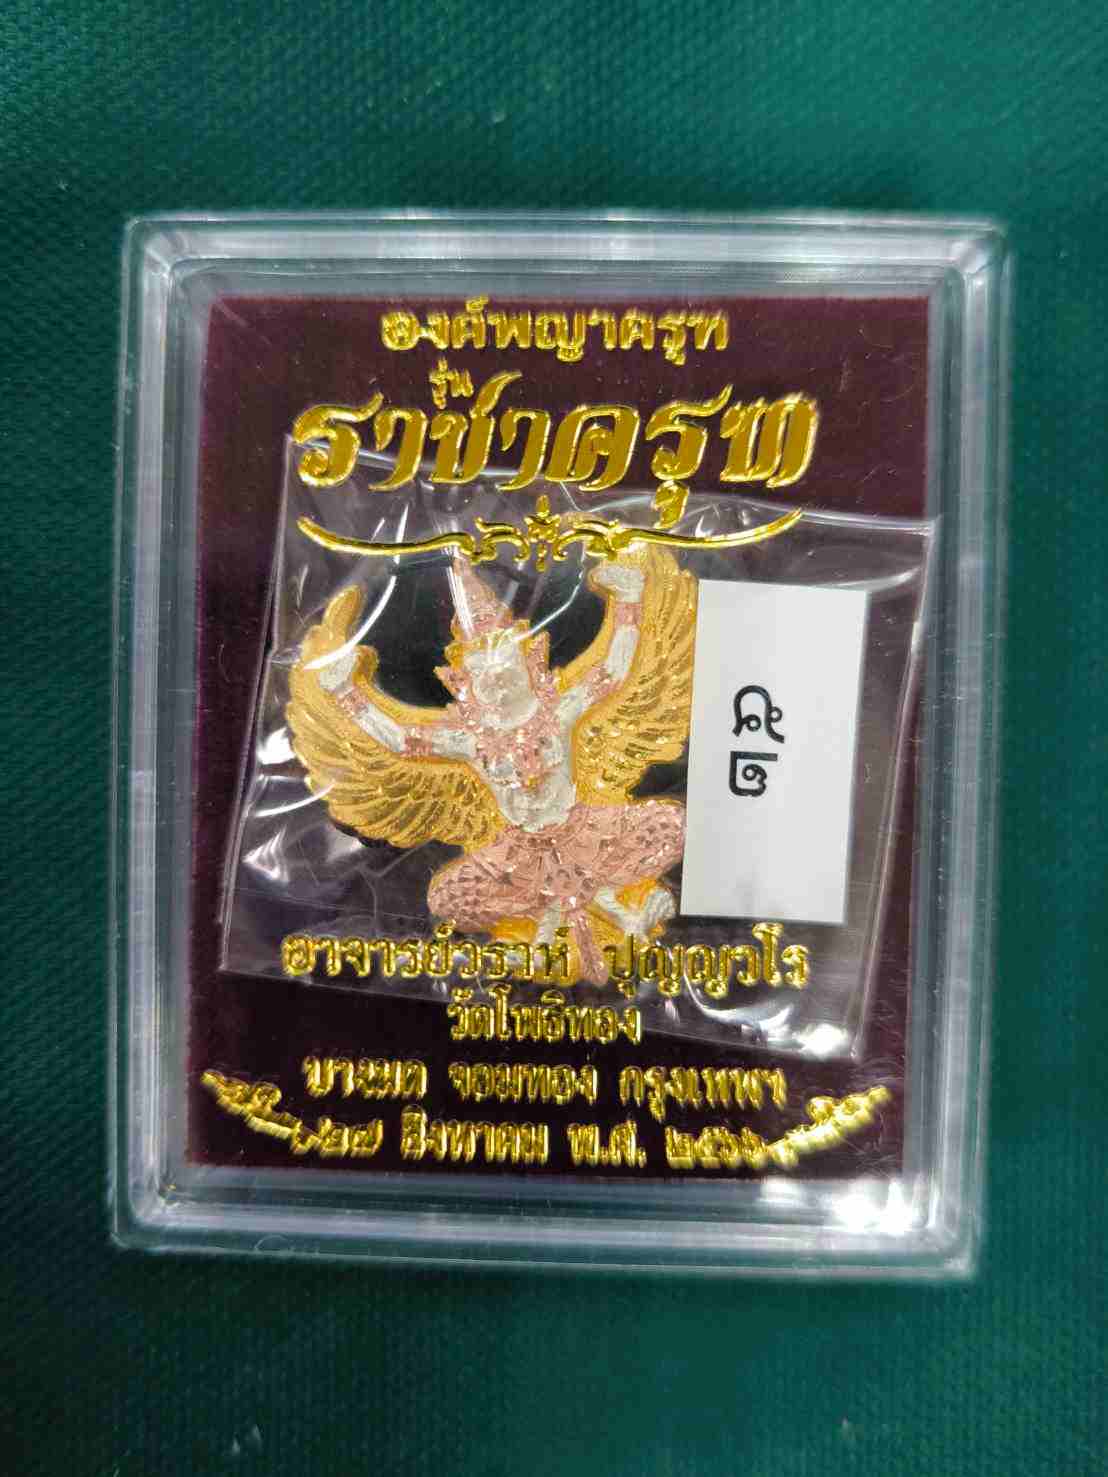 องค์พญาครุฑ
รุ่น
ราชาครุฑ
๕๒
อาจารย์วราห์ ปุญญวโร
วัดโพธิทอง
บางมด จอมทอง กรุงเทพฯ
๒๗ สิงหาคม พ.ศ.